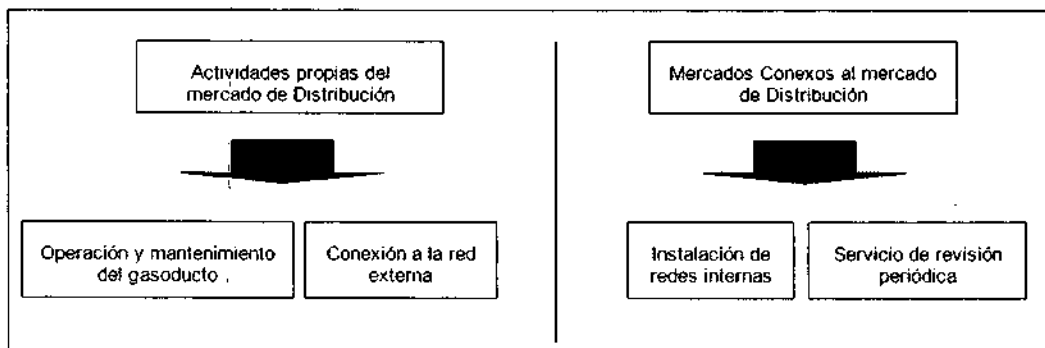 Actividades propias del
mercado de Distribución
Mercados Conexos al mercado
de Distribución
Operación y mantenimiento
del gasoducto
Conexión a la red
externa
Instalación de
redes internas
Servicio de revisión
periódica